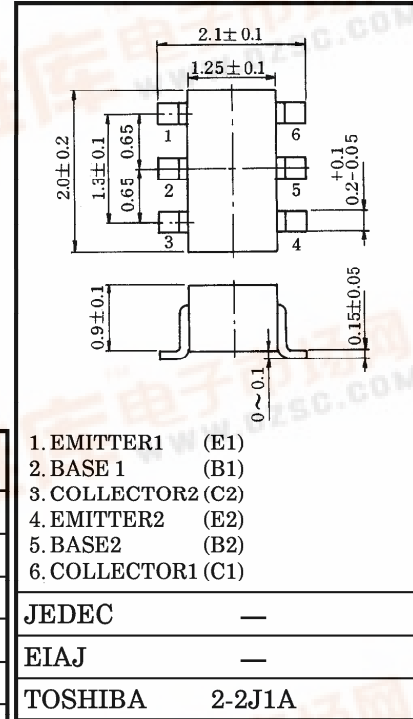 2.1±0.1
1.25±0.1
2.0±0.2
1.3±0.1
0.65
0.65
1
2
3
6
5
4
+0.1
0.2-0.05
0.9±0.1
0.15±0.05
0~0.1
1. EMITTER1 (E1)
2. BASE 1 (B1)
3. COLLECTOR2 (C2)
4. EMITTER2 (E2)
5. BASE2 (B2)
6. COLLECTOR1 (C1)
JEDEC —
EIAJ —
TOSHIBA 2-2J1A